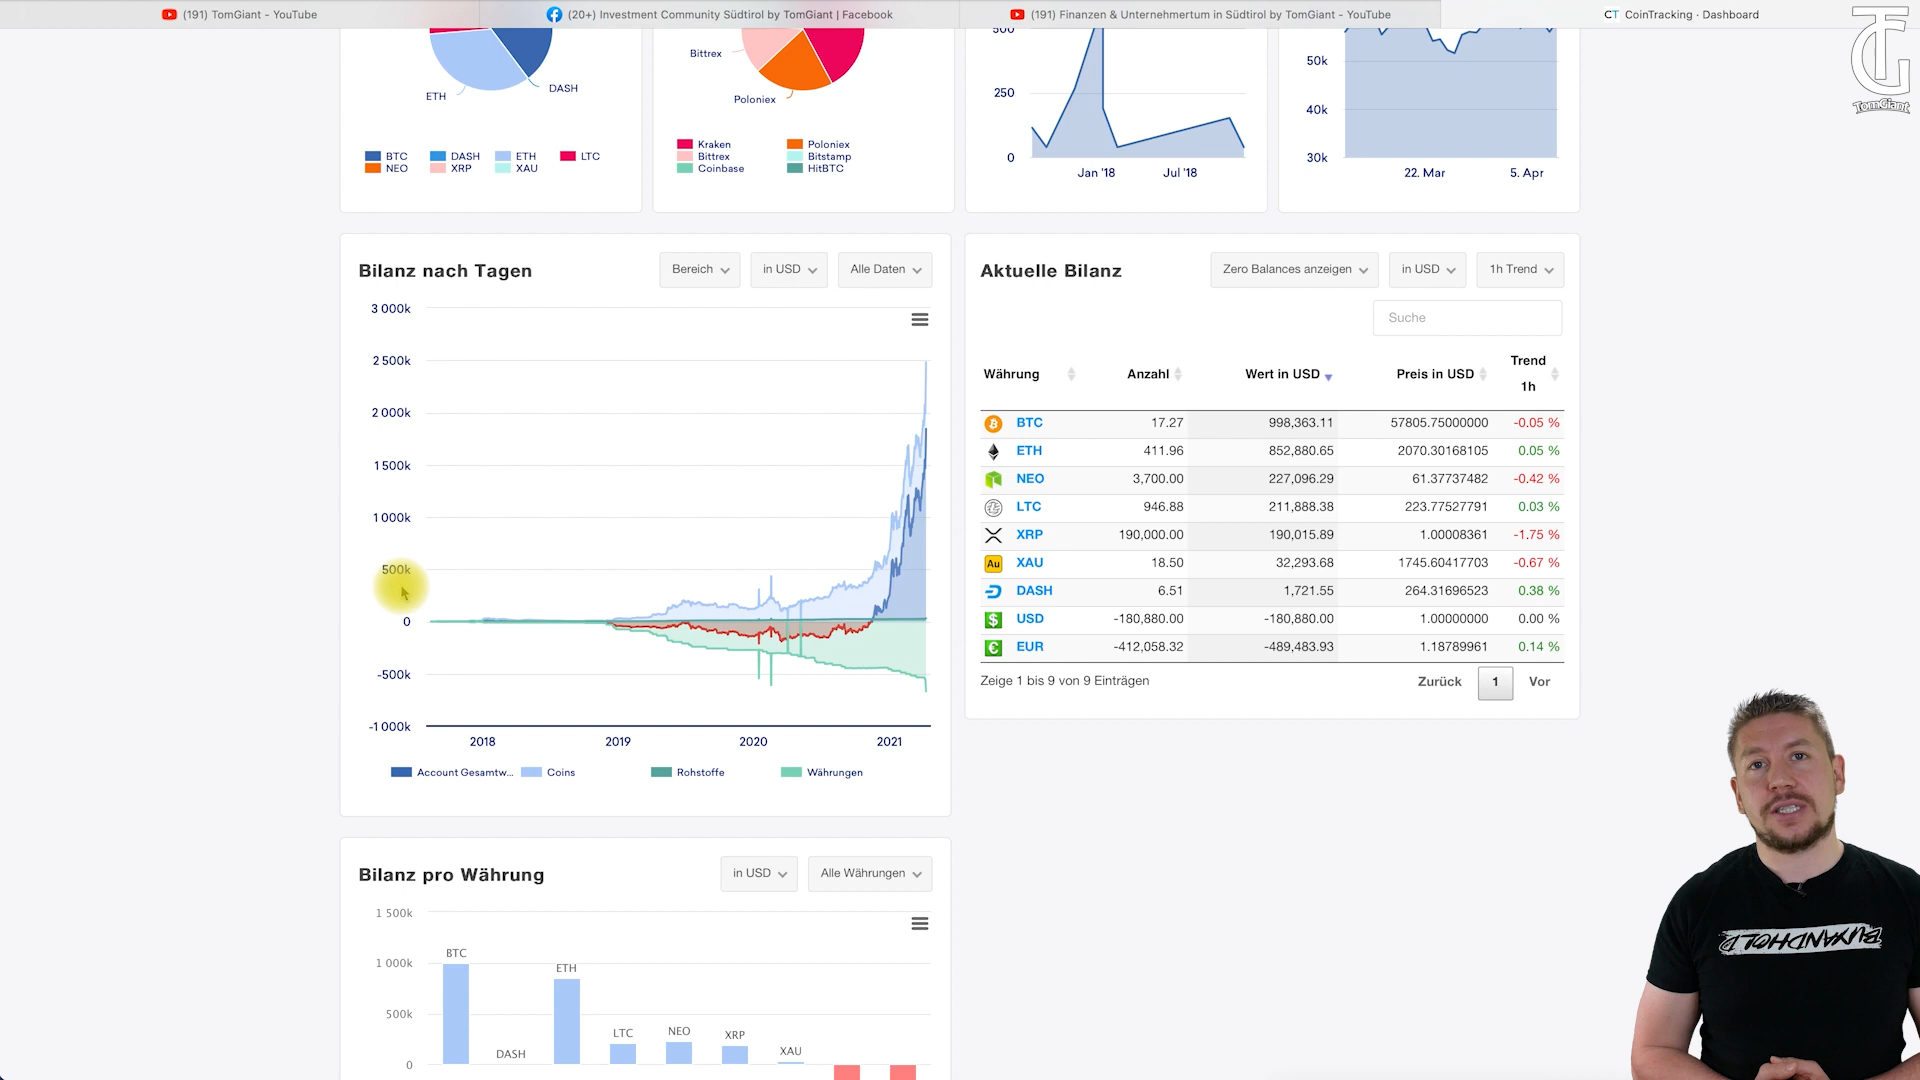 (191) TomGiant - YouTube
(20+) Investment Community Südtirol by TomGiant | Facebook
(191) Finanzen & Unternehmertum in Südtirol by TomGiant - YouTube
CT CoinTracking · Dashboard
TomGiant
ETH
DASH
BTC DASH ETH LTC
NEO XRP XAU
Bittrex
Poloniex
Kraken Poloniex
Bittrex Bitstamp
Coinbase HitBTC
500
250
0
Jan '18 Jul '18
50k
40k
30k
22. Mar 5. Apr
Bilanz nach Tagen
Bereich
in USD
Alle Daten
3 000k
2 500k
2 000k
1 500k
1 000k
500k
0
-500k
-1 000k
2018 2019 2020 2021
Account Gesamtw... Coins Rohstoffe Währungen
Aktuelle Bilanz
Zero Balances anzeigen
in USD
1h Trend
Suche
Währung Anzahl Wert in USD Preis in USD Trend 1h
BTC 17.27 998,363.11 57805.75000000 -0.05 %
ETH 411.96 852,880.65 2070.30168105 0.05 %
NEO 3,700.00 227,096.29 61.37737482 -0.42 %
LTC 946.88 211,888.38 223.77527791 0.03 %
XRP 190,000.00 190,015.89 1.00008361 -1.75 %
Au XAU 18.50 32,293.68 1745.60417703 -0.67 %
DASH 6.51 1,721.55 264.31696523 0.38 %
$ USD -180,880.00 -180,880.00 1.00000000 0.00 %
€ EUR -412,058.32 -489,483.93 1.18789961 0.14 %
Zeige 1 bis 9 von 9 Einträgen
Zurück 1 Vor
Bilanz pro Währung
in USD
Alle Währungen
1 500k
1 000k
500k
0
BTC
DASH
ETH
LTC
NEO
XRP
XAU
BUYANDHOLD